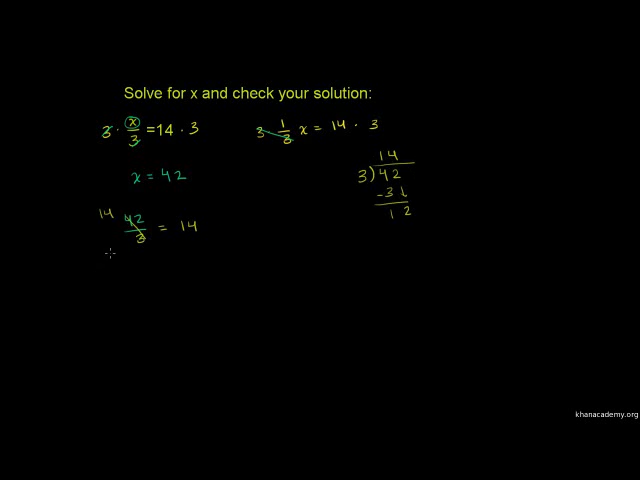 Solve for x and check your solution:
3 · x/3 = 14 · 3
3 1/3 x = 14 · 3
x = 42
14
3)42
-3↓
12
14 42/3 = 14
khanacademy.org